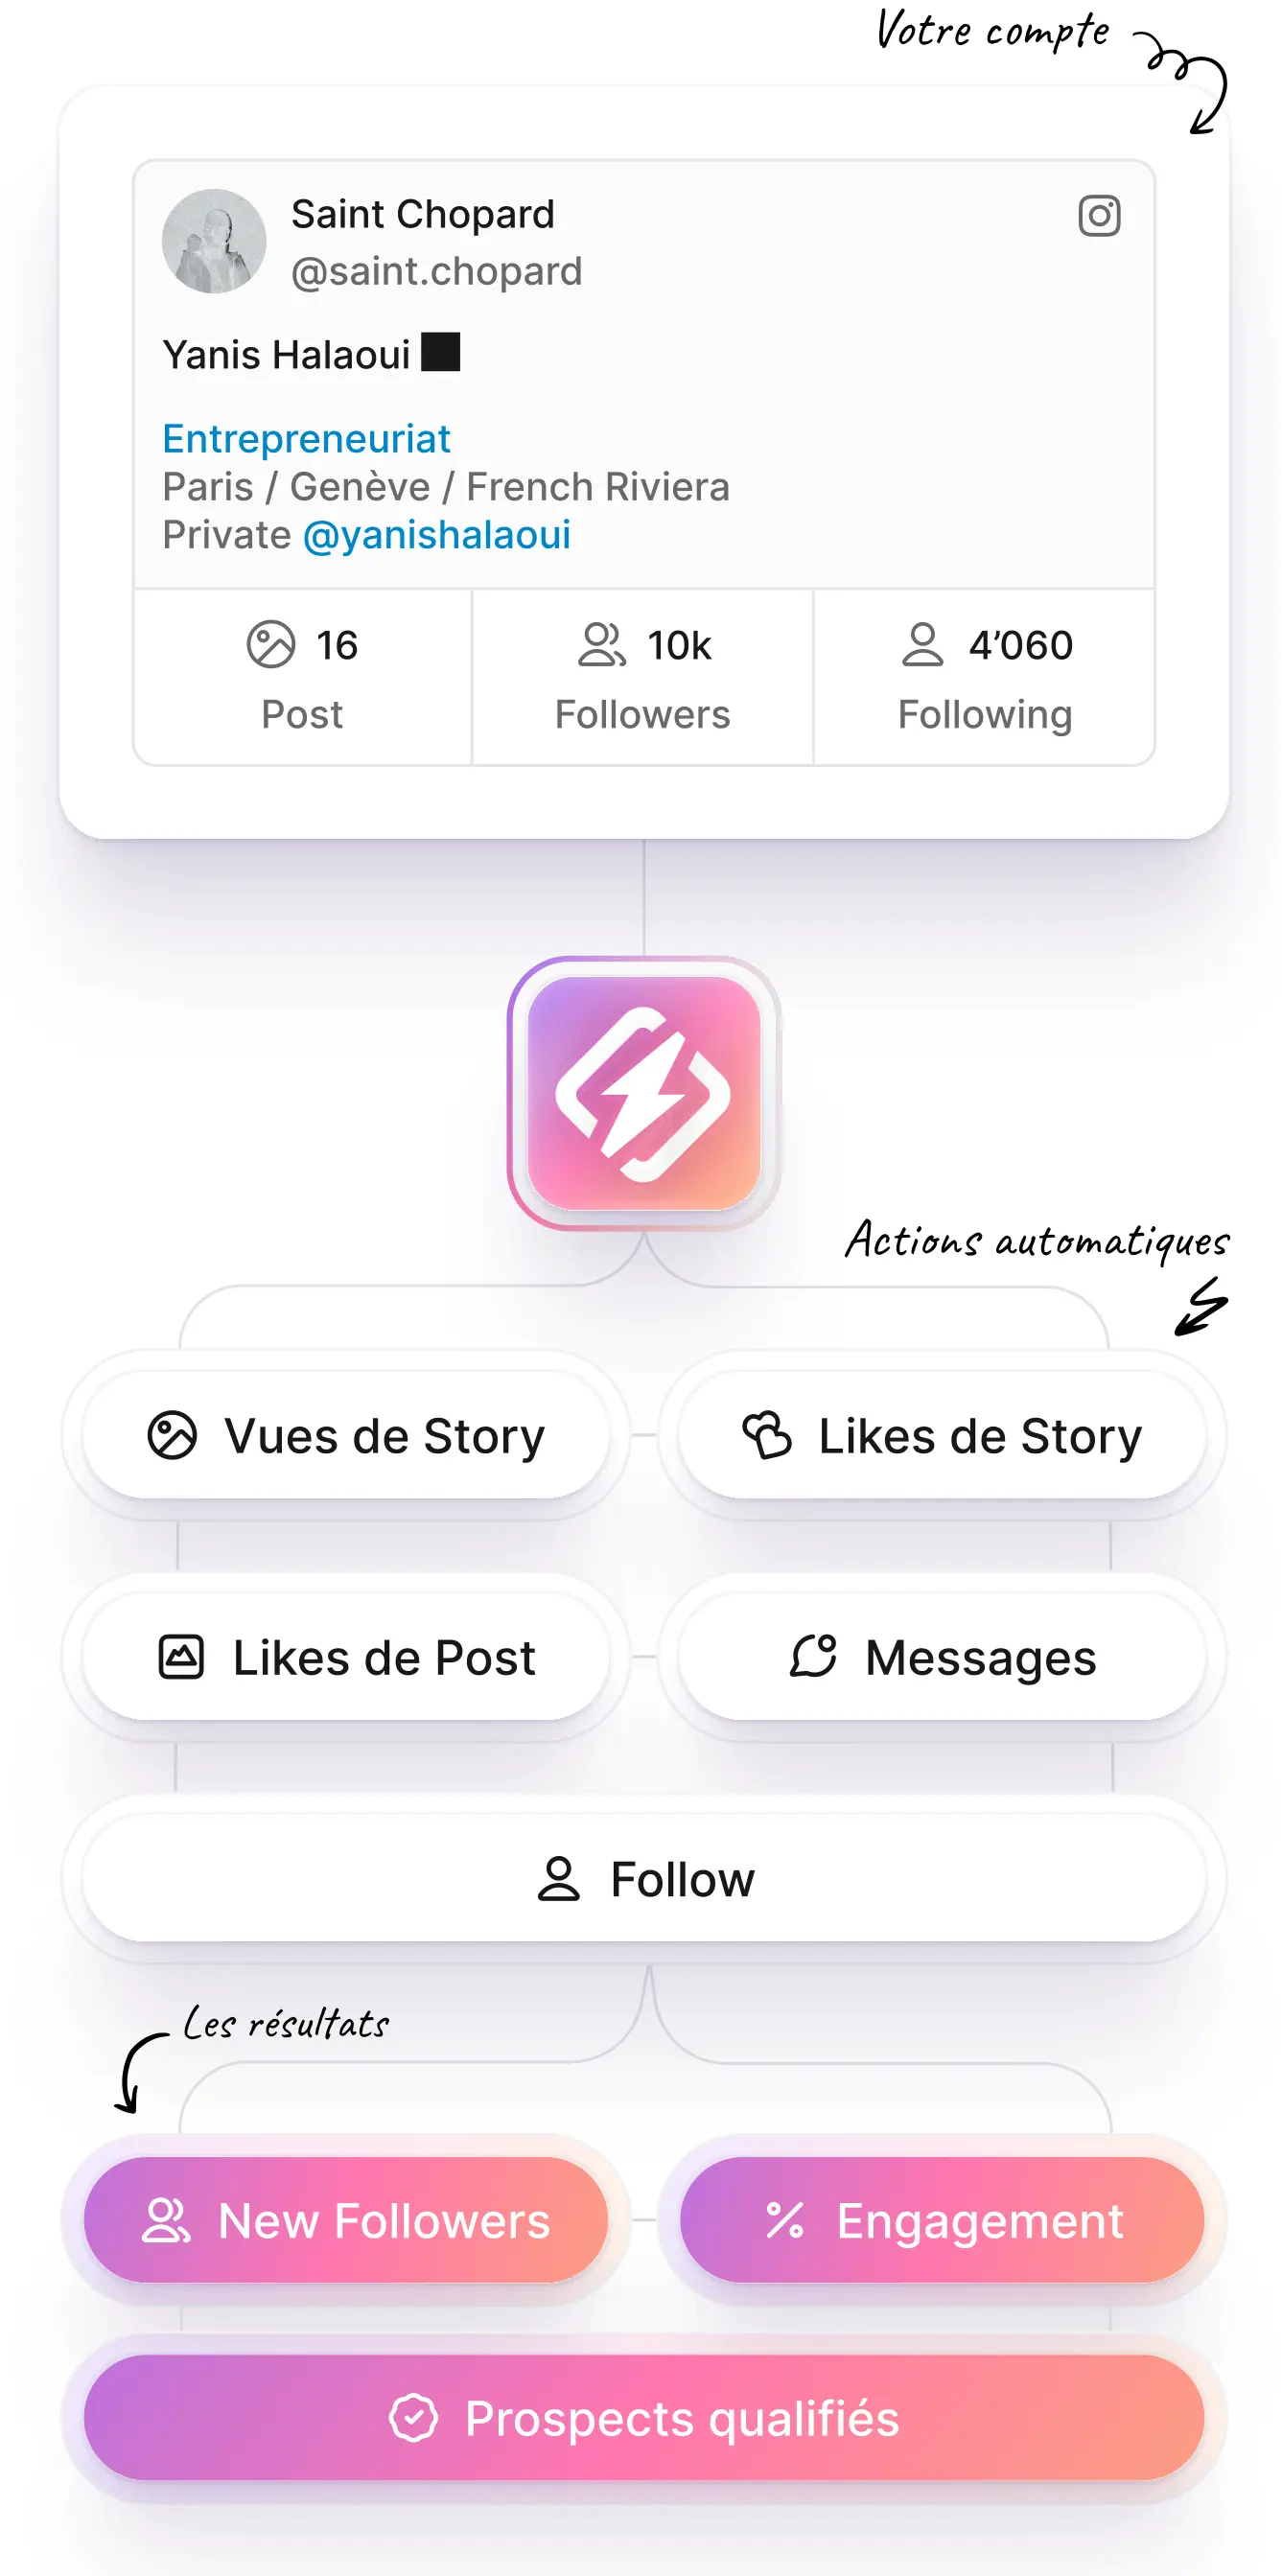 Votre compte
Saint Chopard
@saint.chopard
Yanis Halaoui
Entrepreneuriat
Paris / Genève / French Riviera
Private @yanishalaoui
16
Post
10k
Followers
4’060
Following
Actions automatiques
Vues de Story
Likes de Story
Likes de Post
Messages
Follow
Les résultats
New Followers
Engagement
Prospects qualifiés